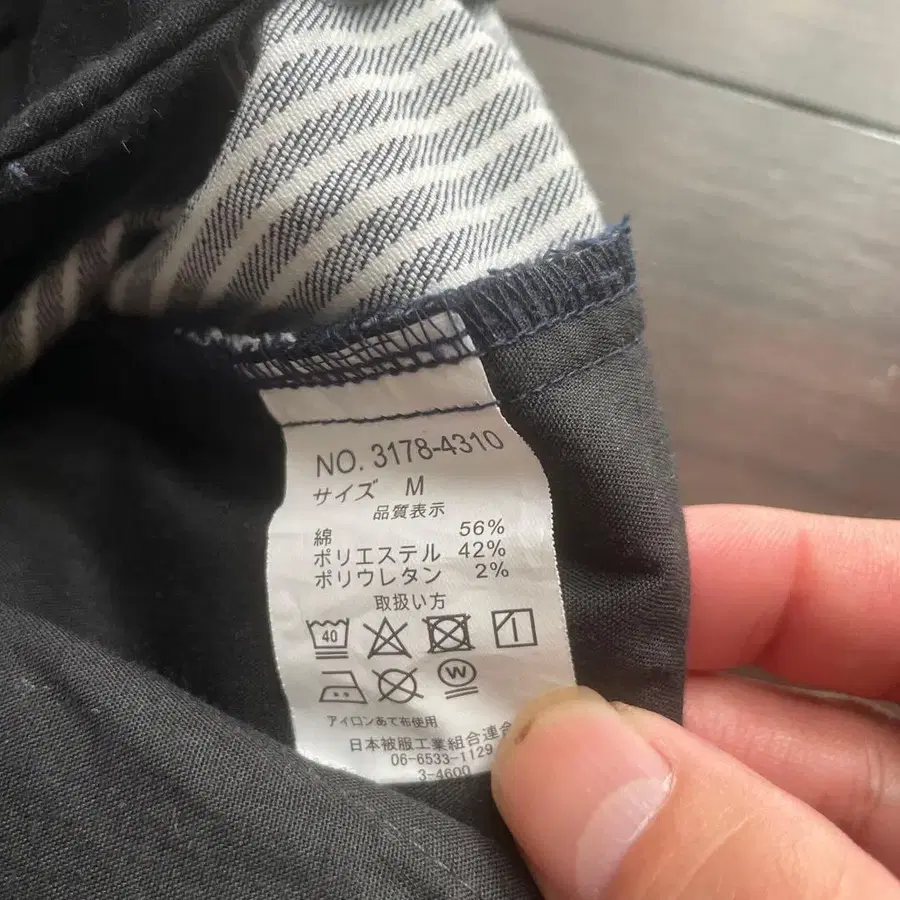 NO. 3178-4310
サイズ M
品質表示
綿 56%
ポリエステル 42%
ポリウレタン 2%
取扱い方
40
W
アイロンあて布使用
日本被服工業組合連合
06-6533-1129
3-4600